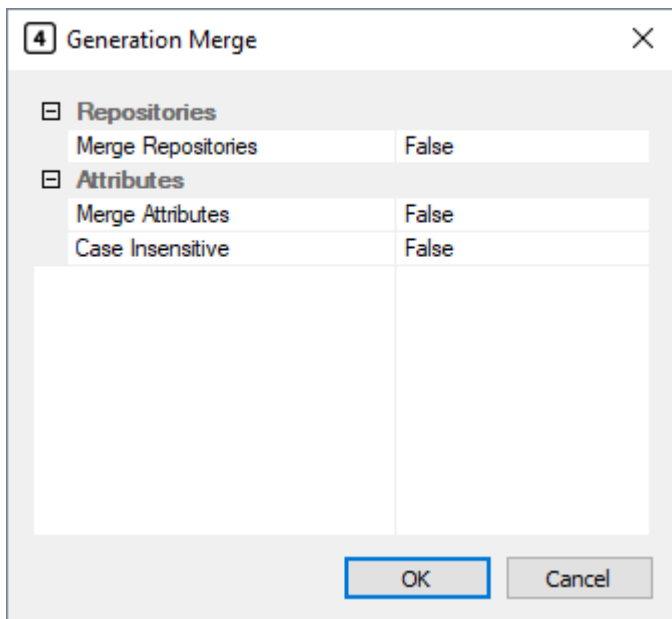 4 Generation Merge
Repositories
Merge Repositories False
Attributes
Merge Attributes False
Case Insensitive False
OK Cancel